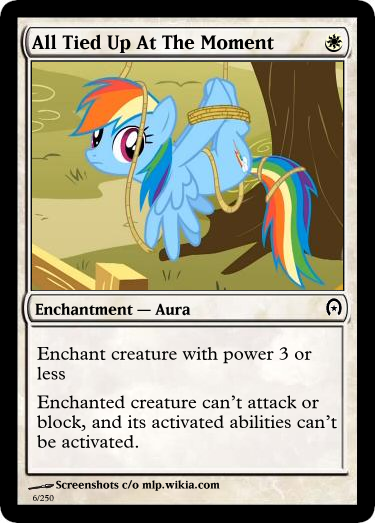 All Tied Up At The Moment
Enchantment — Aura
Enchant creature with power 3 or
less
Enchanted creature can't attack or
block, and its activated abilities can't
be activated.
Screenshots c/o mlp.wikia.com
6/250